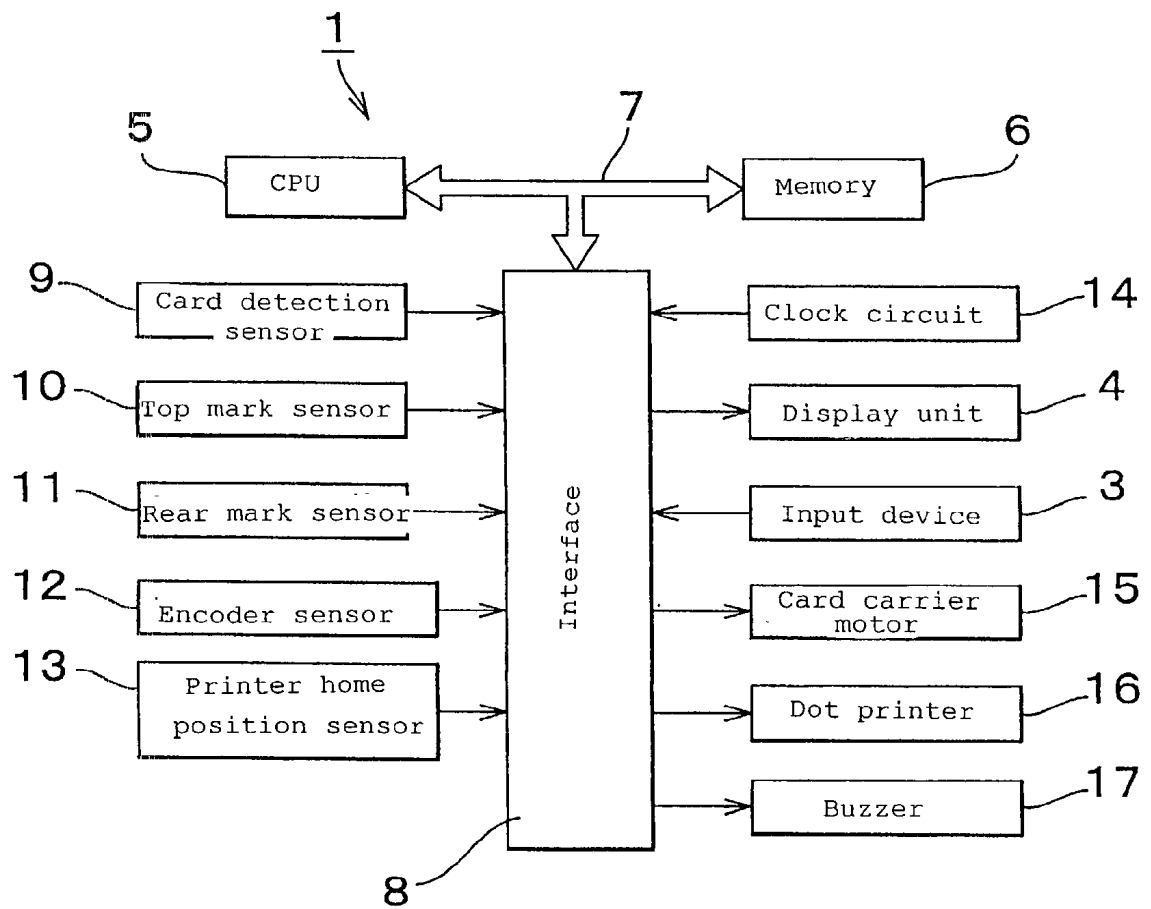 1
5
7
6
CPU
Memory
9
Card detection
sensor
14
Clock circuit
10
Top mark sensor
4
Display unit
11
Rear mark sensor
3
Input device
Interface
12
Encoder sensor
15
Card carrier
motor
13
Printer home
position sensor
16
Dot printer
17
Buzzer
8